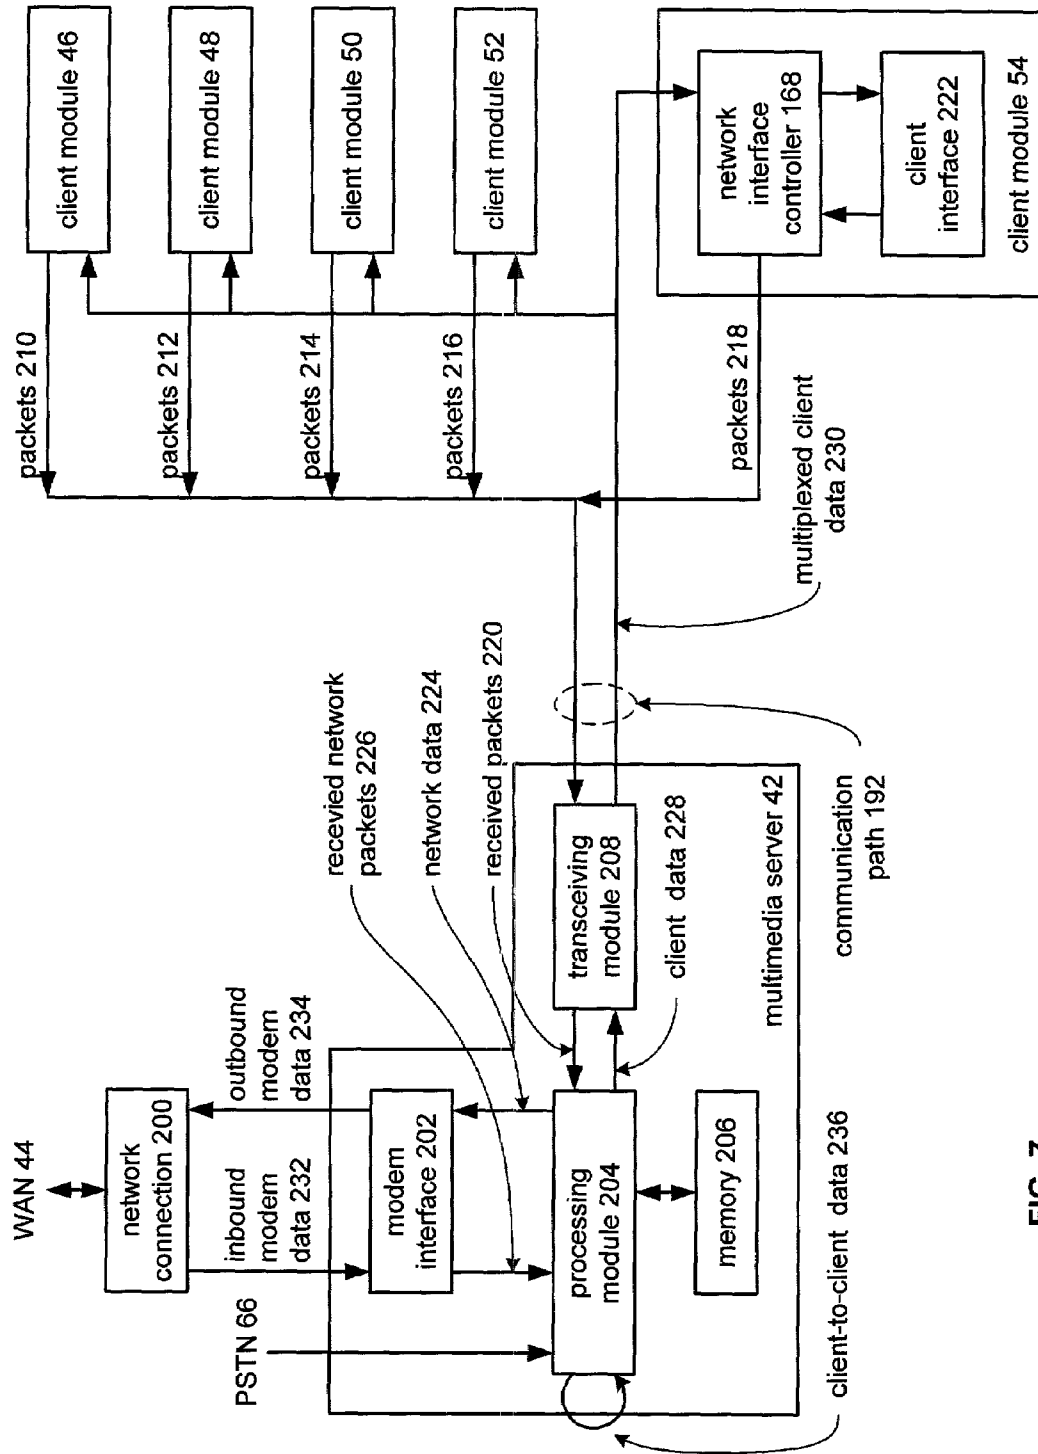 WAN 44
network
connection 200
inbound
modem
data 232
outbound
modem
data 234
PSTN 66
modem
interface 202
recevied network
packets 226
network data 224
received packets 220
processing
module 204
transceiving
module 208
client data 228
memory 206
multimedia server 42
client-to-client data 236
communication
path 192
multiplexed client
data 230
packets 210
packets 212
packets 214
packets 216
packets 218
client module 46
client module 48
client module 50
client module 52
network
interface
controller 168
client
interface 222
client module 54